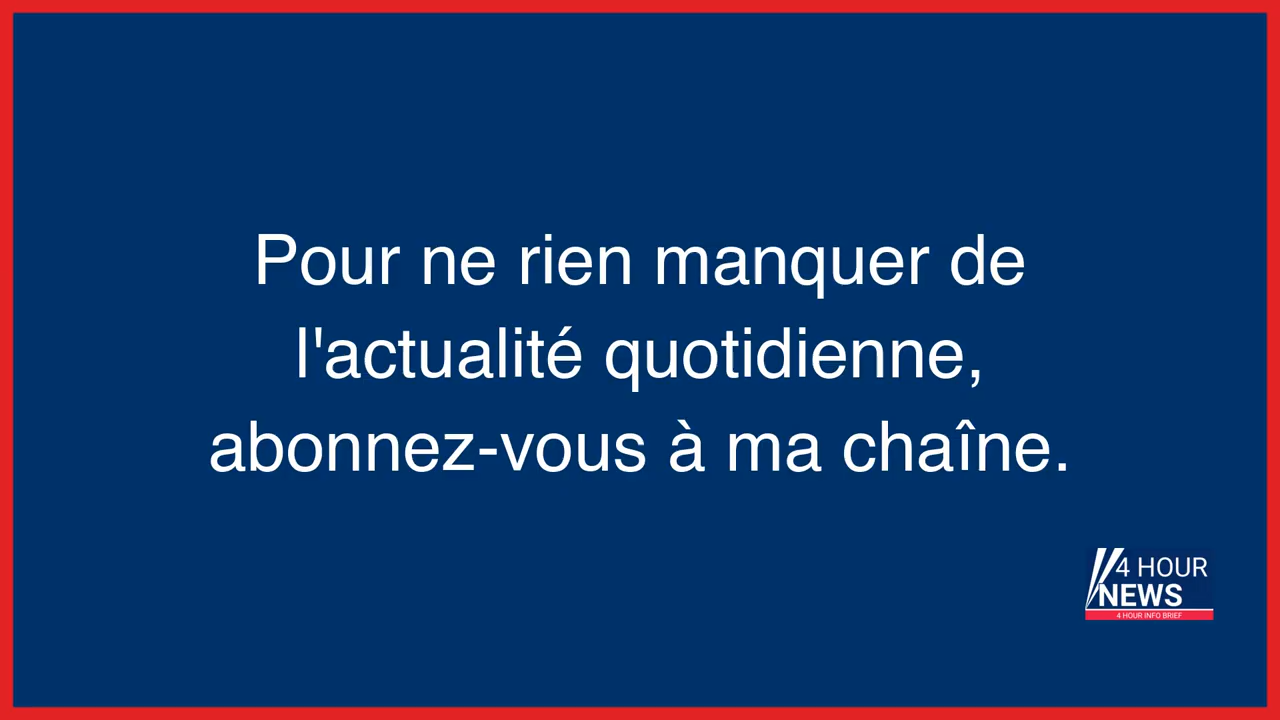 Pour ne rien manquer de
l'actualité quotidienne,
abonnez-vous à ma chaîne.
4 HOUR
NEWS
4 HOUR INFO BRIEF